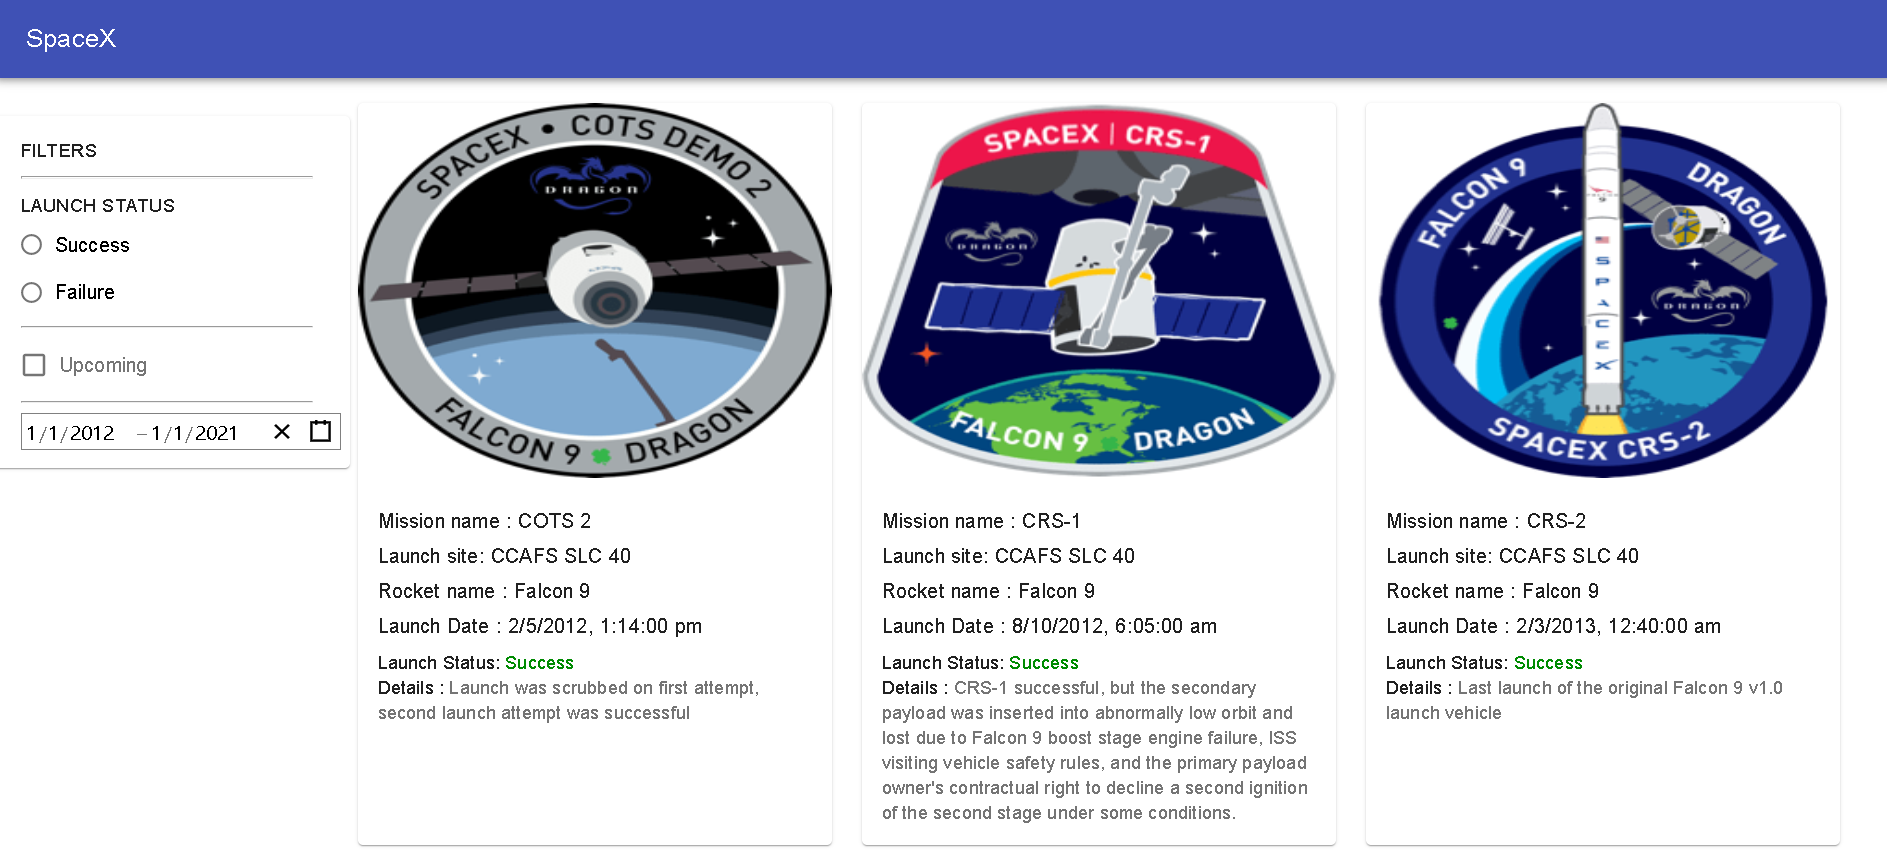 SpaceX
FILTERS
LAUNCH STATUS
Success
Failure
Upcoming
1/1/2012 – 1/1/2021
SPACEX • COTS DEMO 2
DRAGON
FALCON 9 DRAGON
Mission name : COTS 2
Launch site: CCAFS SLC 40
Rocket name : Falcon 9
Launch Date : 2/5/2012, 1:14:00 pm
Launch Status: Success
Details : Launch was scrubbed on first attempt,
second launch attempt was successful
SPACEX | CRS-1
DRAGON
FALCON 9 DRAGON
Mission name : CRS-1
Launch site: CCAFS SLC 40
Rocket name : Falcon 9
Launch Date : 8/10/2012, 6:05:00 am
Launch Status: Success
Details : CRS-1 successful, but the secondary
payload was inserted into abnormally low orbit and
lost due to Falcon 9 boost stage engine failure, ISS
visiting vehicle safety rules, and the primary payload
owner's contractual right to decline a second ignition
of the second stage under some conditions.
FALCON 9 DRAGON
9
SPACEX
DRAGON
SPACEX CRS-2
Mission name : CRS-2
Launch site: CCAFS SLC 40
Rocket name : Falcon 9
Launch Date : 2/3/2013, 12:40:00 am
Launch Status: Success
Details : Last launch of the original Falcon 9 v1.0
launch vehicle